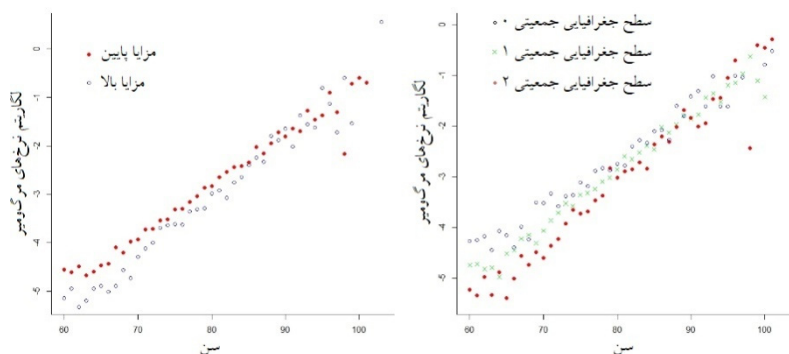 مزایا پایین
مزایا بالا
لگاریتم نرخ‌های مرگ‌ومیر
0
-1
-2
-3
-4
-5
60
70
80
90
100
سن
سطح جغرافیایی جمعیتی ۰
سطح جغرافیایی جمعیتی ۱
سطح جغرافیایی جمعیتی ۲
لگاریتم نرخ‌های مرگ‌ومیر
0
-1
-2
-3
-4
-5
60
70
80
90
100
سن